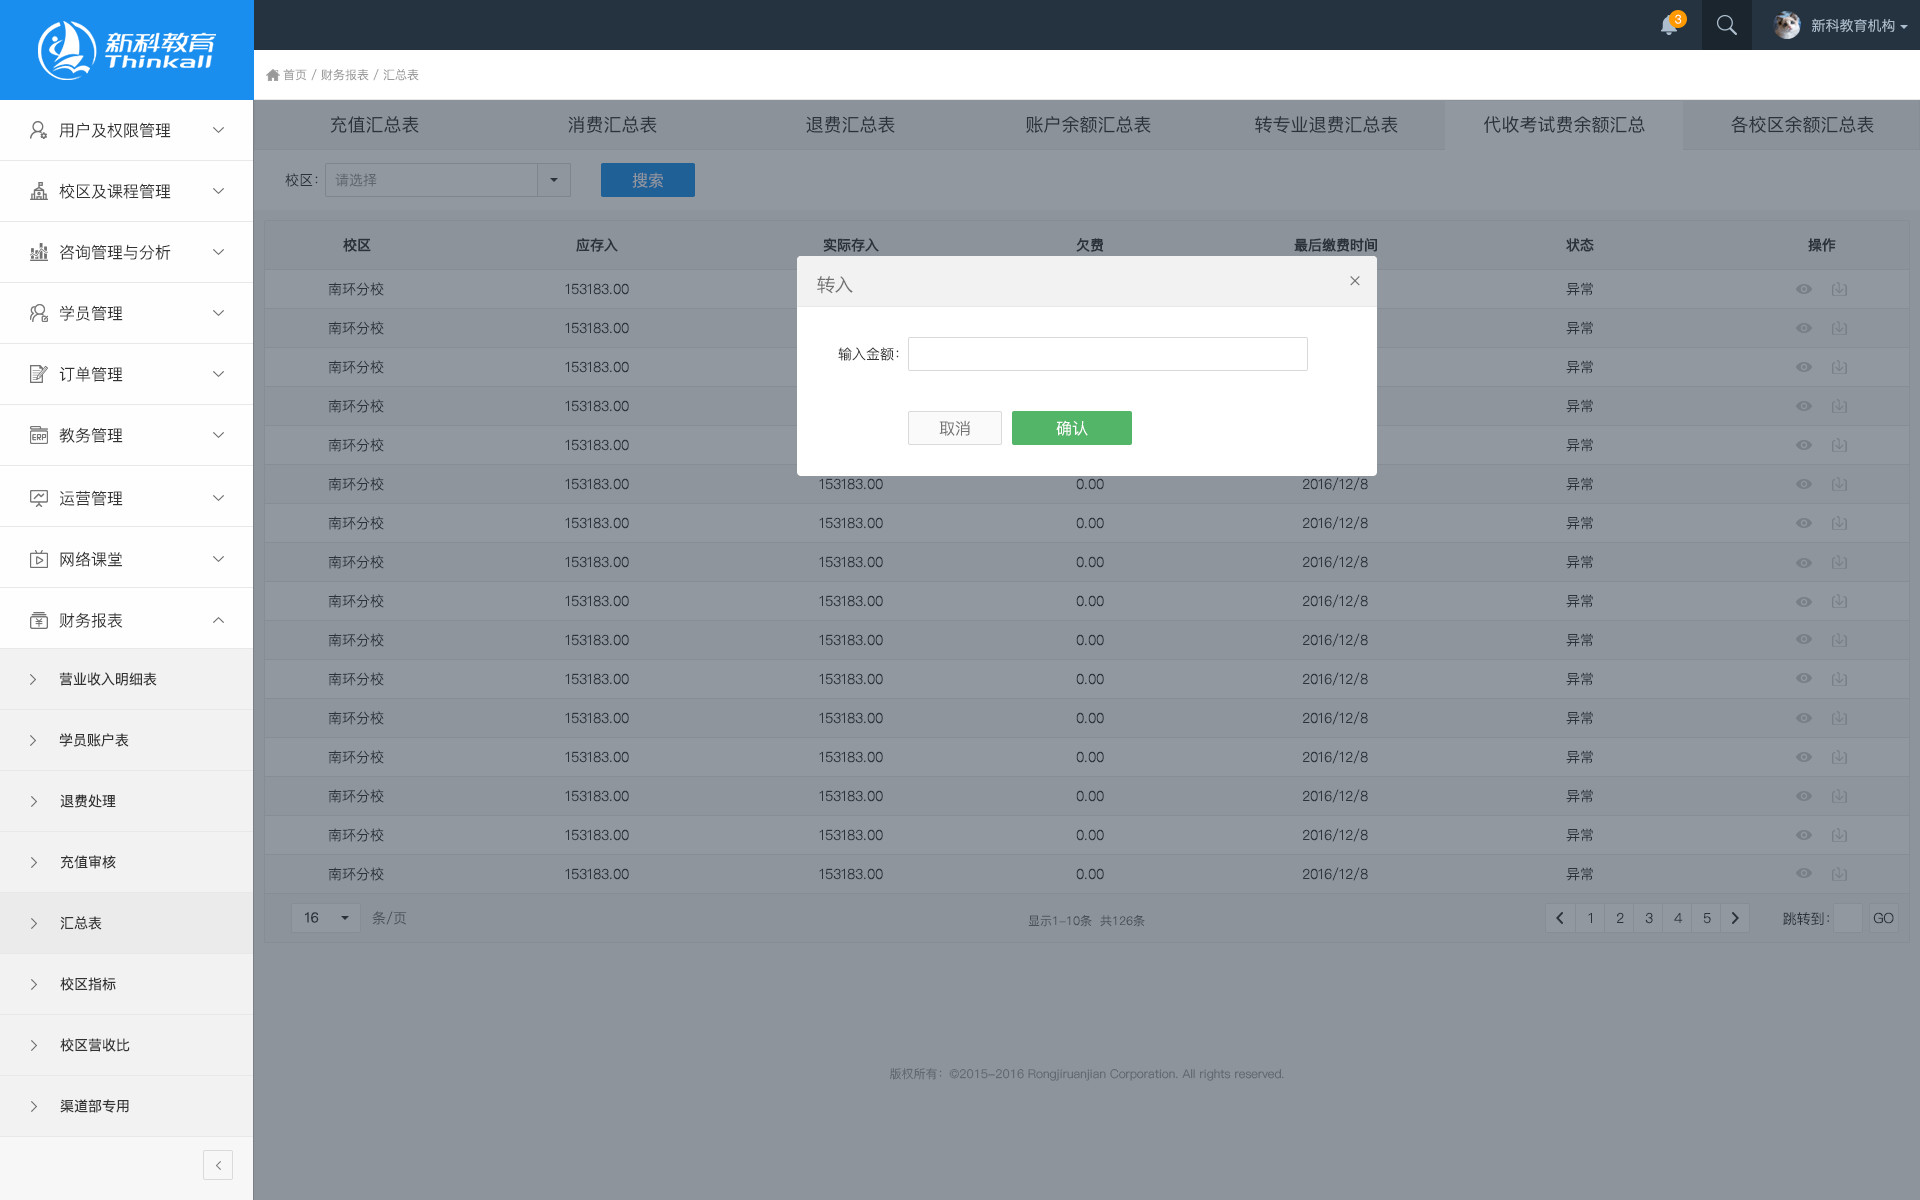 新科教育
Thinkall
3
新科教育机构
首页 / 财务报表 / 汇总表
用户及权限管理
校区及课程管理
咨询管理与分析
学员管理
订单管理
ERP 教务管理
运营管理
网络课堂
财务报表
营业收入明细表
学员账户表
退费处理
充值审核
汇总表
校区指标
校区营收比
渠道部专用
充值汇总表 消费汇总表 退费汇总表 账户余额汇总表 转专业退费汇总表 代收考试费余额汇总 各校区余额汇总表
校区： 请选择 搜索
校区 应存入 实际存入 欠费 最后缴费时间 状态 操作
南环分校 153183.00 异常
南环分校 153183.00 异常
南环分校 153183.00 异常
南环分校 153183.00 异常
南环分校 153183.00 异常
南环分校 153183.00 153183.00 0.00 2016/12/8 异常
南环分校 153183.00 153183.00 0.00 2016/12/8 异常
南环分校 153183.00 153183.00 0.00 2016/12/8 异常
南环分校 153183.00 153183.00 0.00 2016/12/8 异常
南环分校 153183.00 153183.00 0.00 2016/12/8 异常
南环分校 153183.00 153183.00 0.00 2016/12/8 异常
南环分校 153183.00 153183.00 0.00 2016/12/8 异常
南环分校 153183.00 153183.00 0.00 2016/12/8 异常
南环分校 153183.00 153183.00 0.00 2016/12/8 异常
南环分校 153183.00 153183.00 0.00 2016/12/8 异常
南环分校 153183.00 153183.00 0.00 2016/12/8 异常
转入
输入金额：
取消 确认
16 条/页 显示1-10条 共126条 1 2 3 4 5 跳转到： GO
版权所有：©2015-2016 Rongjiruanjian Corporation. All rights reserved.